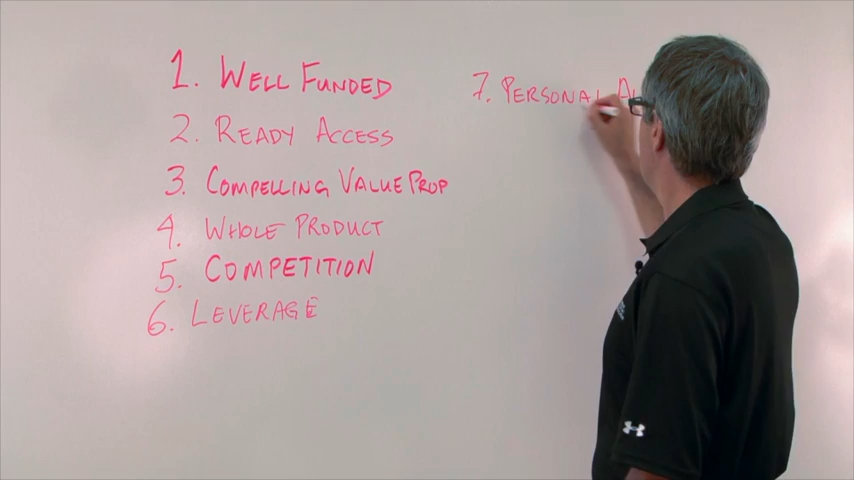 1. WELL FUNDED
2. READY ACCESS
3. COMPELLING VALUE PROP
4. WHOLE PRODUCT
5. COMPETITION
6. LEVERAGE
7. PERSONAL